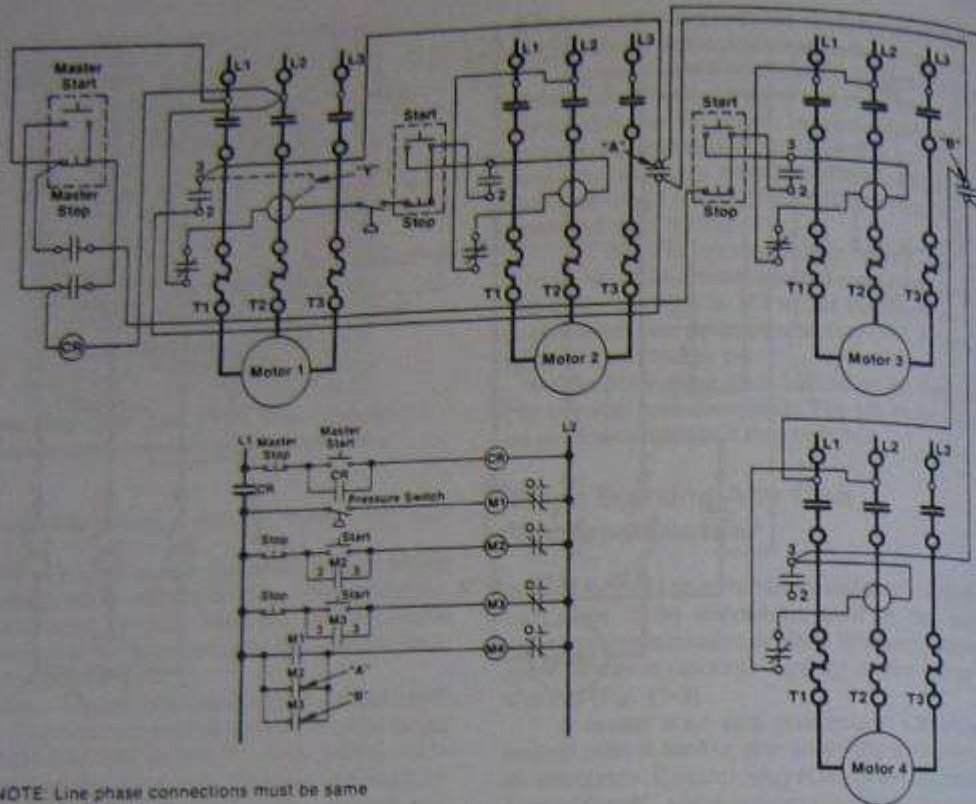 Master
Start
Master
Stop
CR
L1
L2
L3
3
"Y"
2
T1
T2
T3
Motor 1
Start
Stop
L1
L2
L3
"A"
2
T1
T2
T3
Motor 2
Start
Stop
L1
L2
L3
"B"
3
2
T1
T2
T3
Motor 3
L1
L2
L3
3
2
T1
T2
T3
Motor 4
L1
L2
Master
Stop
Master
Start
CR
CR
CR
Pressure Switch
M1
O.L
Stop
Start
M2
2
3
M2
O.L
Stop
Start
M3
2
3
M3
O.L
M1
M4
O.L
M2
"A"
M3
"B"
NOTE: Line phase connections must be same